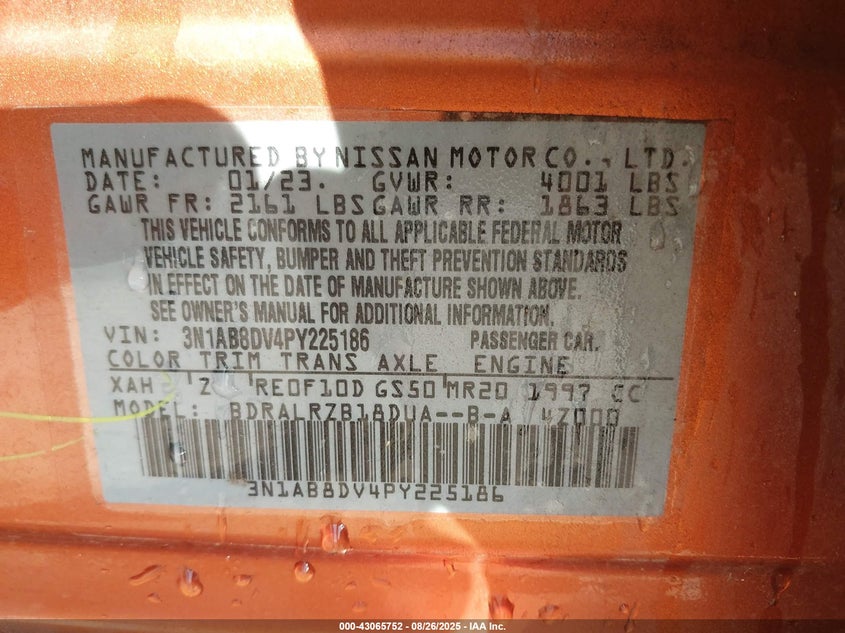 MANUFACTURED BY NISSAN MOTOR CO., LTD.
DATE: 01/23. GVWR: 4001 LBS
GAWR FR: 2161 LBS GAWR RR: 1863 LBS
THIS VEHICLE CONFORMS TO ALL APPLICABLE FEDERAL MOTOR
VEHICLE SAFETY, BUMPER AND THEFT PREVENTION STANDARDS
IN EFFECT ON THE DATE OF MANUFACTURE SHOWN ABOVE.
SEE OWNER'S MANUAL FOR ADDITIONAL INFORMATION.
VIN: 3N1AB8DV4PY225186 PASSENGER CAR.
COLOR TRIM TRANS AXLE ENGINE
XAH RE0F10D GS50 MR20 1997 CC
MODEL: BDRALRZB18DUA--B-A / 4Z000
3N1AB8DV4PY225186
000-43065752 - 08/26/2025 - IAA Inc.